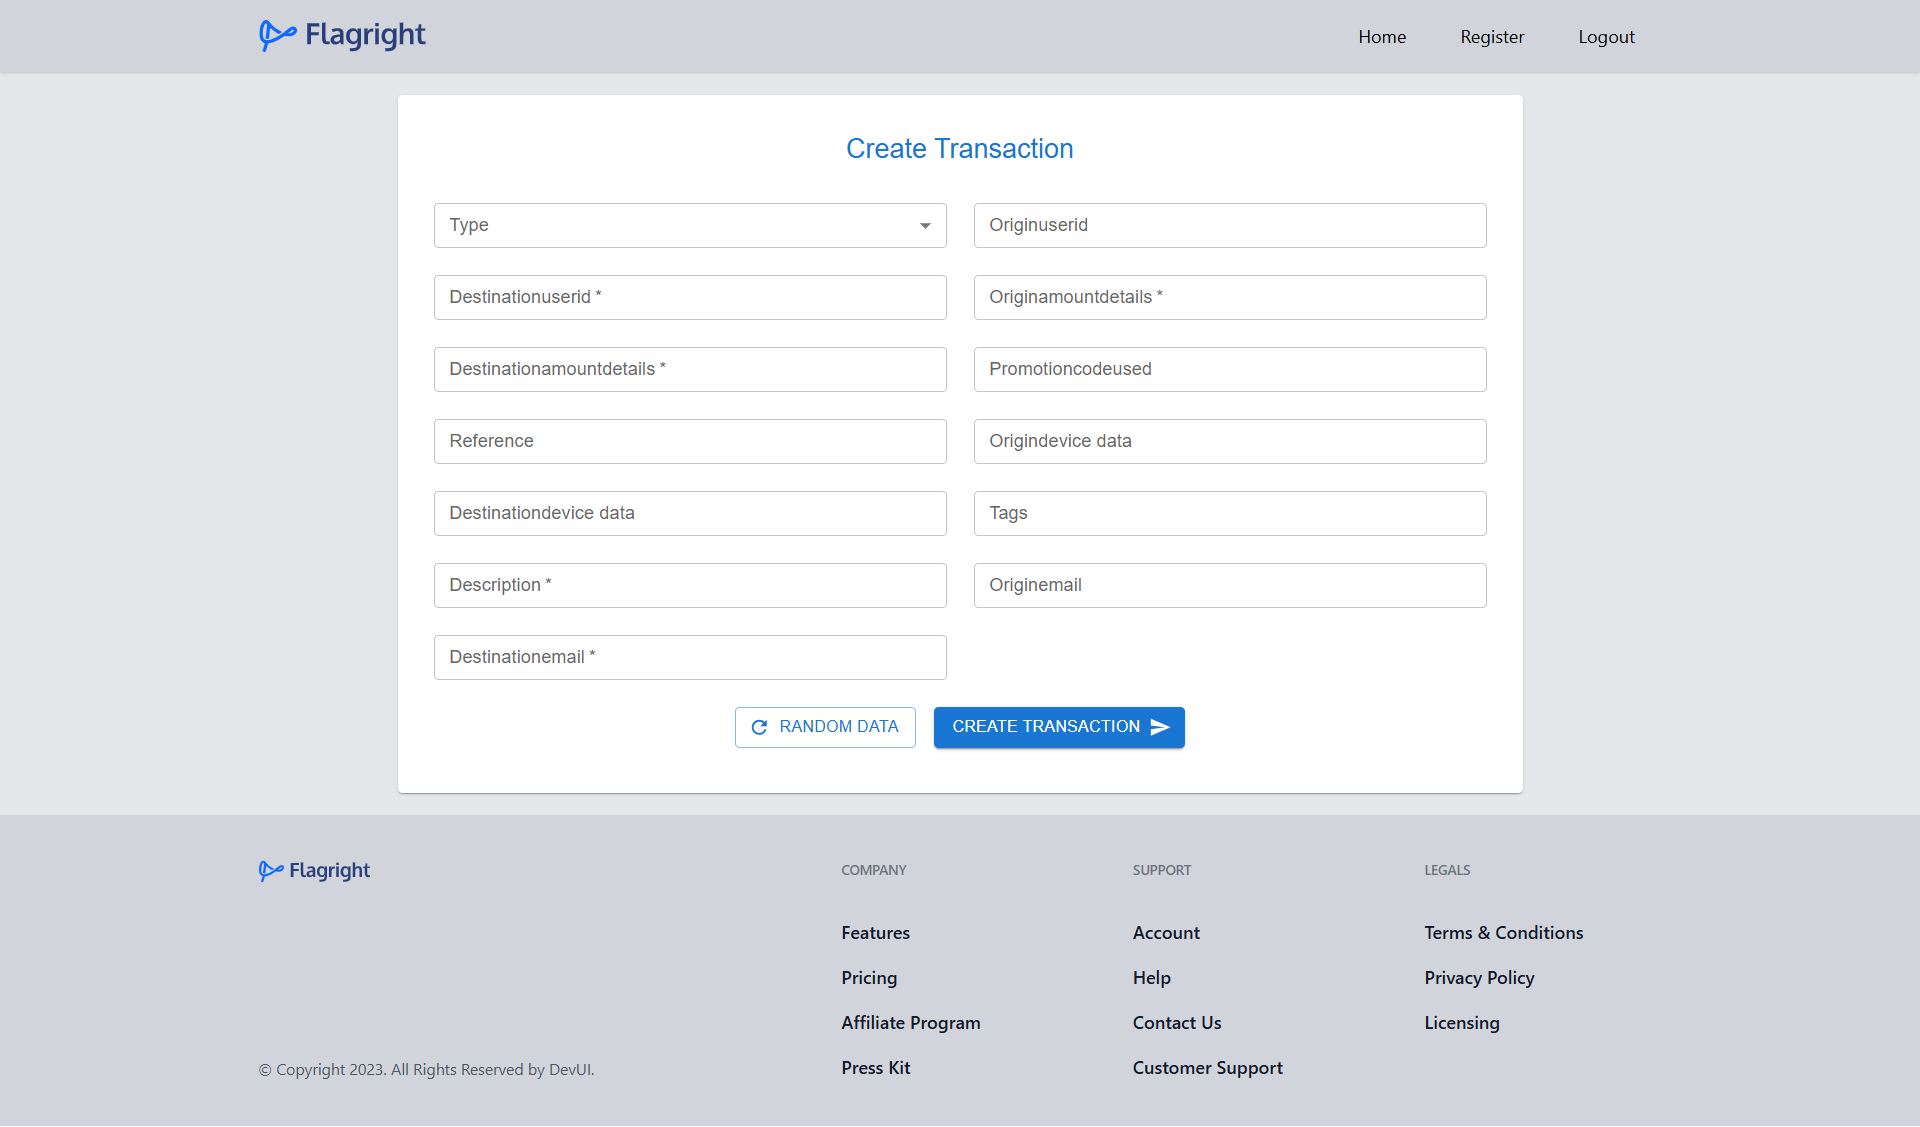 Flagright
Home Register Logout
Create Transaction
Type
Originuserid
Destinationuserid *
Originamountdetails *
Destinationamountdetails *
Promotioncodeused
Reference
Origindevice data
Destinationdevice data
Tags
Description *
Originemail
Destinationemail *
RANDOM DATA
CREATE TRANSACTION
Flagright
© Copyright 2023. All Rights Reserved by DevUI.
COMPANY
Features
Pricing
Affiliate Program
Press Kit
SUPPORT
Account
Help
Contact Us
Customer Support
LEGALS
Terms & Conditions
Privacy Policy
Licensing